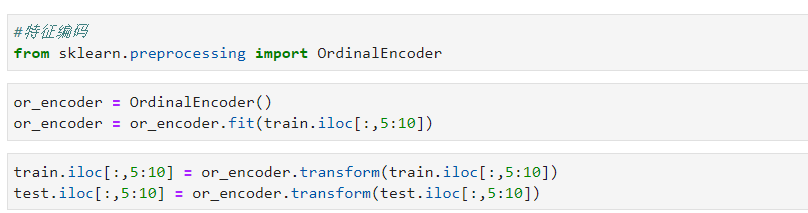 #特征编码
from sklearn.preprocessing import OrdinalEncoder
or_encoder = OrdinalEncoder()
or_encoder = or_encoder.fit(train.iloc[:,5:10])
train.iloc[:,5:10] = or_encoder.transform(train.iloc[:,5:10])
test.iloc[:,5:10] = or_encoder.transform(test.iloc[:,5:10])